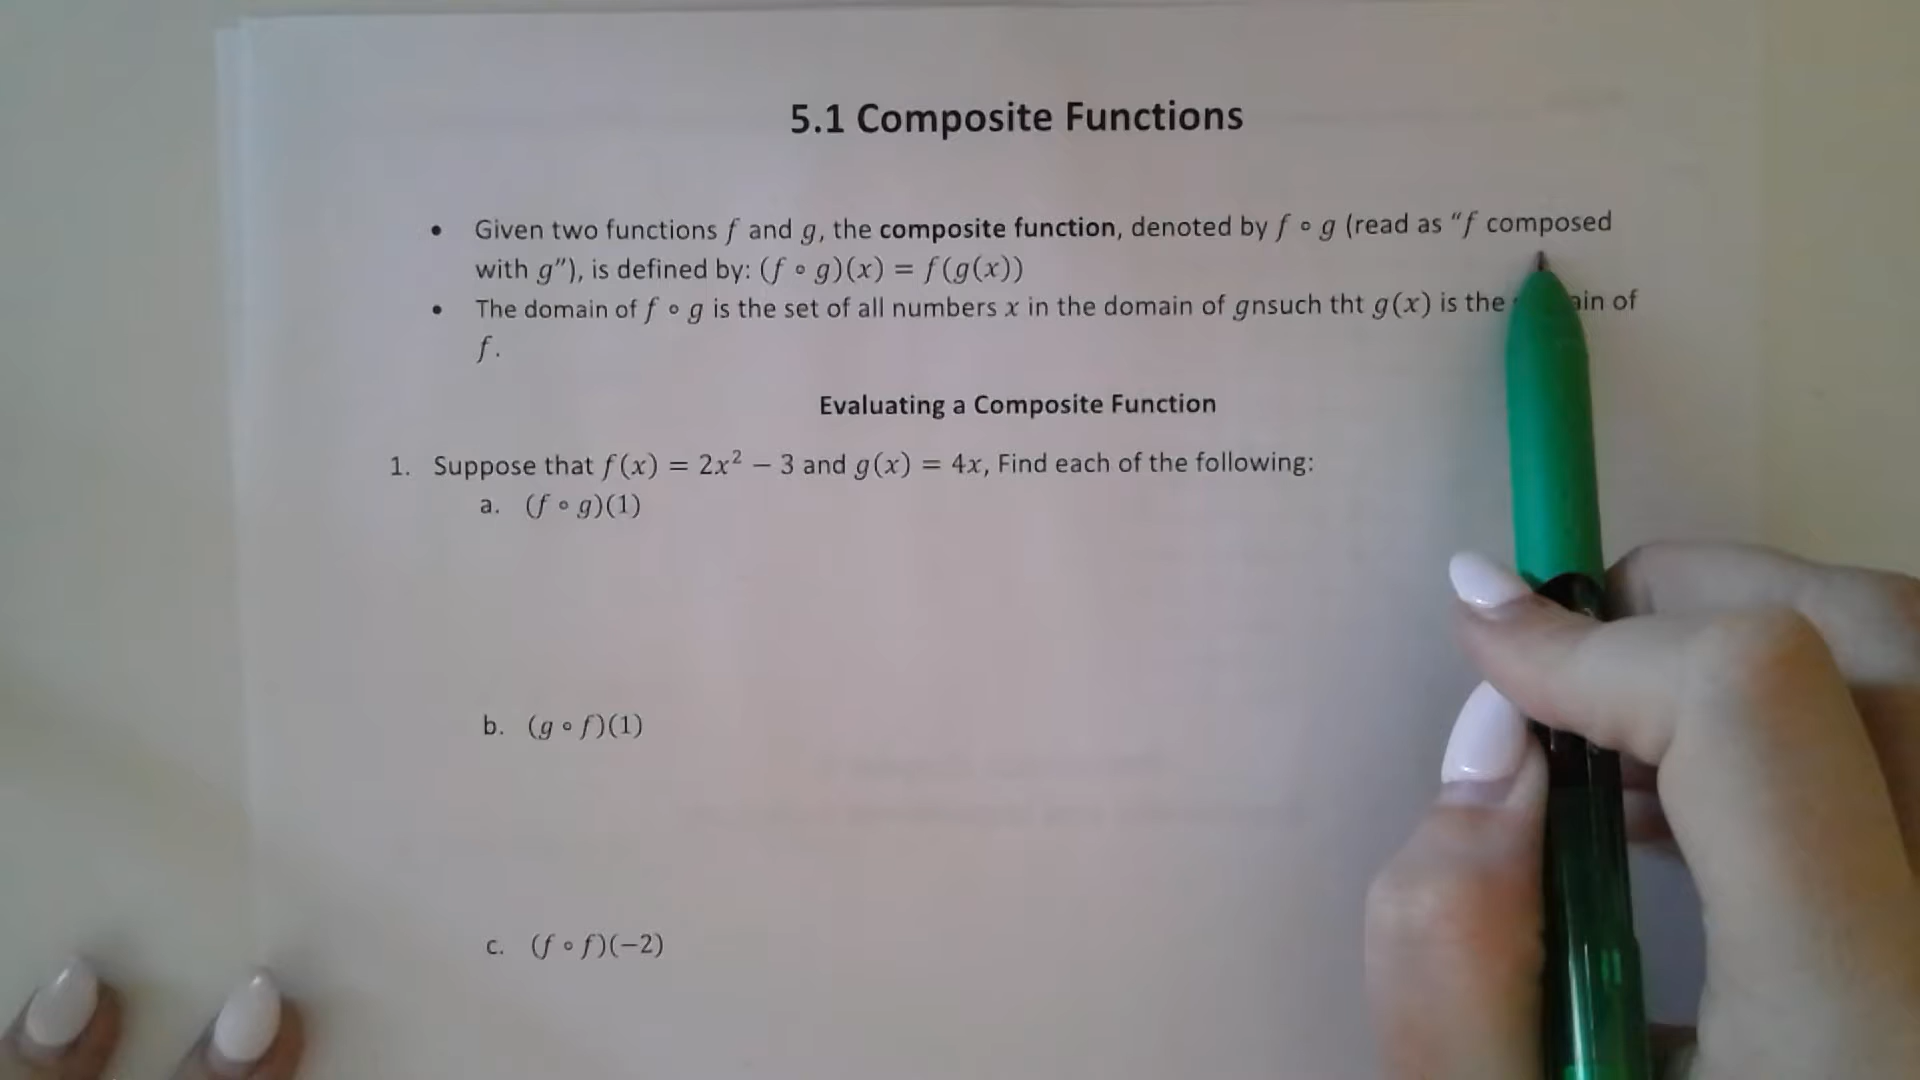 5.1 Composite Functions
• Given two functions f and g, the composite function, denoted by f ∘ g (read as “f composed
with g”), is defined by: (f ∘ g)(x) = f(g(x))
• The domain of f ∘ g is the set of all numbers x in the domain of gnsuch tht g(x) is the ain of
f.
Evaluating a Composite Function
1. Suppose that f(x) = 2x² − 3 and g(x) = 4x, Find each of the following:
a. (f ∘ g)(1)
b. (g ∘ f)(1)
c. (f ∘ f)(−2)